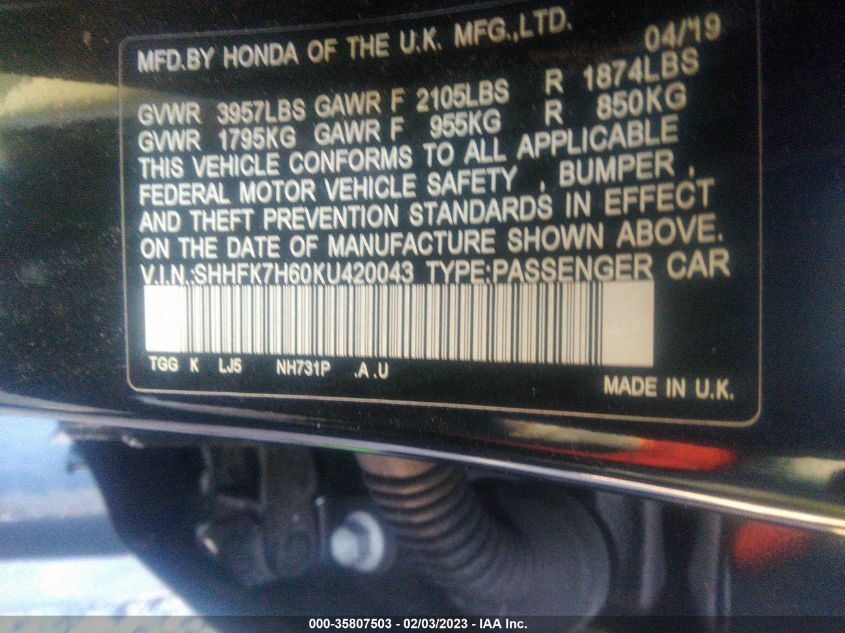 MFD.BY HONDA OF THE U.K. MFG.,LTD. 04/19
GVWR 3957LBS GAWR F 2105LBS R 1874LBS
GVWR 1795KG GAWR F 955KG R 850KG
THIS VEHICLE CONFORMS TO ALL APPLICABLE
FEDERAL MOTOR VEHICLE SAFETY , BUMPER ,
AND THEFT PREVENTION STANDARDS IN EFFECT
ON THE DATE OF MANUFACTURE SHOWN ABOVE.
V.I.N.:SHHFK7H60KU420043 TYPE:PASSENGER CAR
TGG K LJ5 NH731P .A .U
MADE IN U.K.
000-35807503 - 02/03/2023 - IAA Inc.